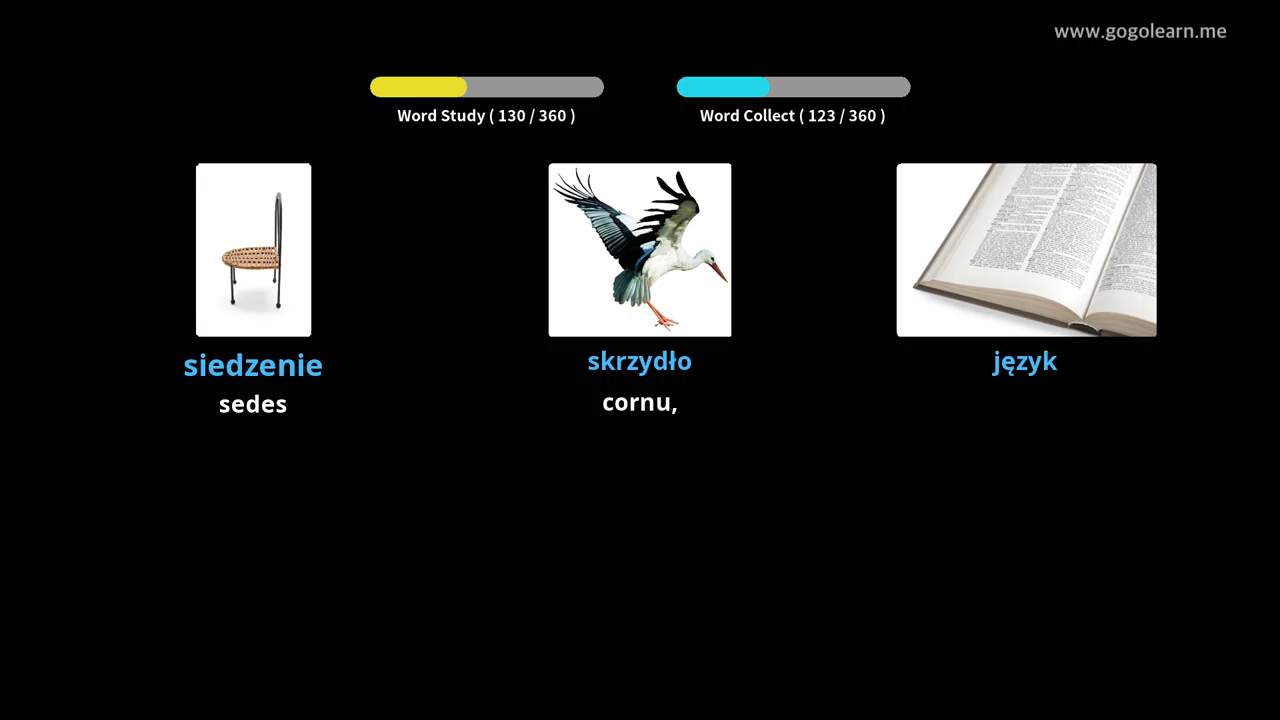 www.gogolearn.me
Word Study ( 130 / 360 )
Word Collect ( 123 / 360 )
siedzenie
sedes
skrzydło
cornu,
język